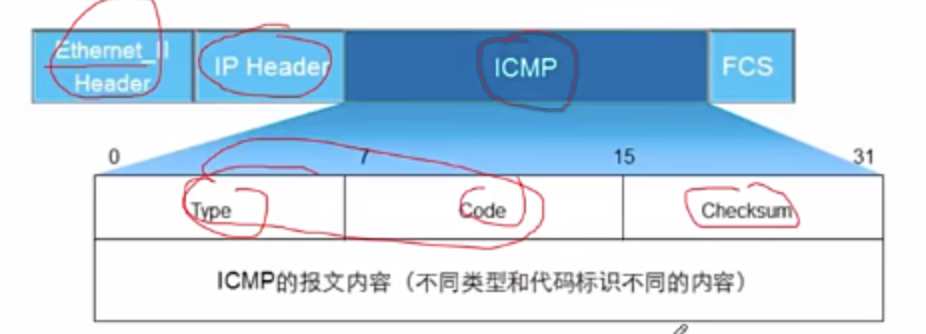 Ethernet_II
Header
IP Header
ICMP
FCS
0 7 15 31
Type Code Checksum
ICMP的报文内容（不同类型和代码标识不同的内容）